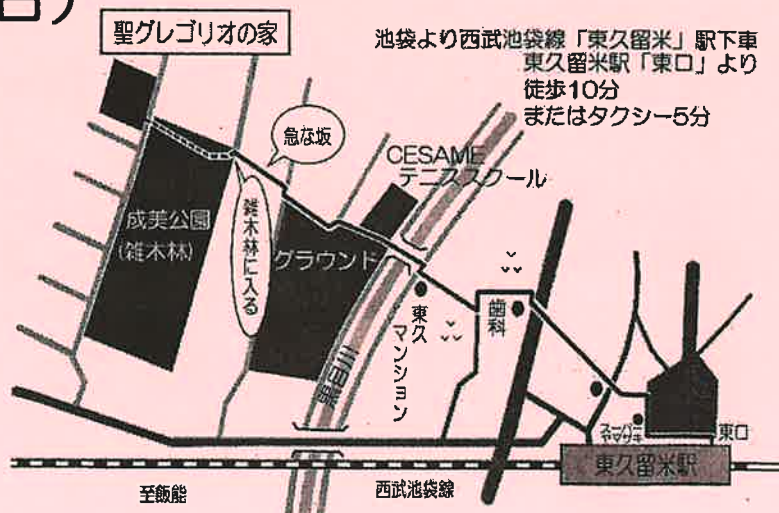 聖グレゴリオの家
池袋より西武池袋線「東久留米」駅下車
東久留米駅「東口」より
徒歩10分
またはタクシー5分
急な坂
CESAME
テニススクール
成美公園
(雑木林)
雑木林に入る
グラウンド
歯科
東久
マンション
黒目川
スーパー
ヤマザキ
東口
東久留米駅
至飯能
西武池袋線